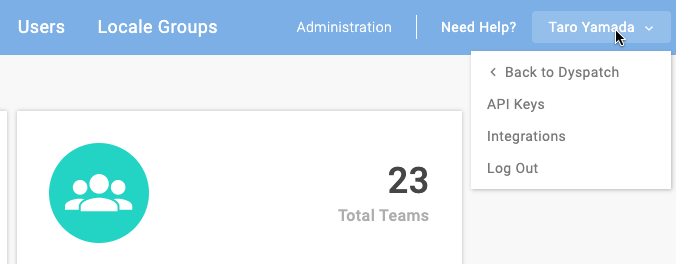 Users Locale Groups Administration Need Help? Taro Yamada
Back to Dyspatch
API Keys
Integrations
Log Out
23
Total Teams